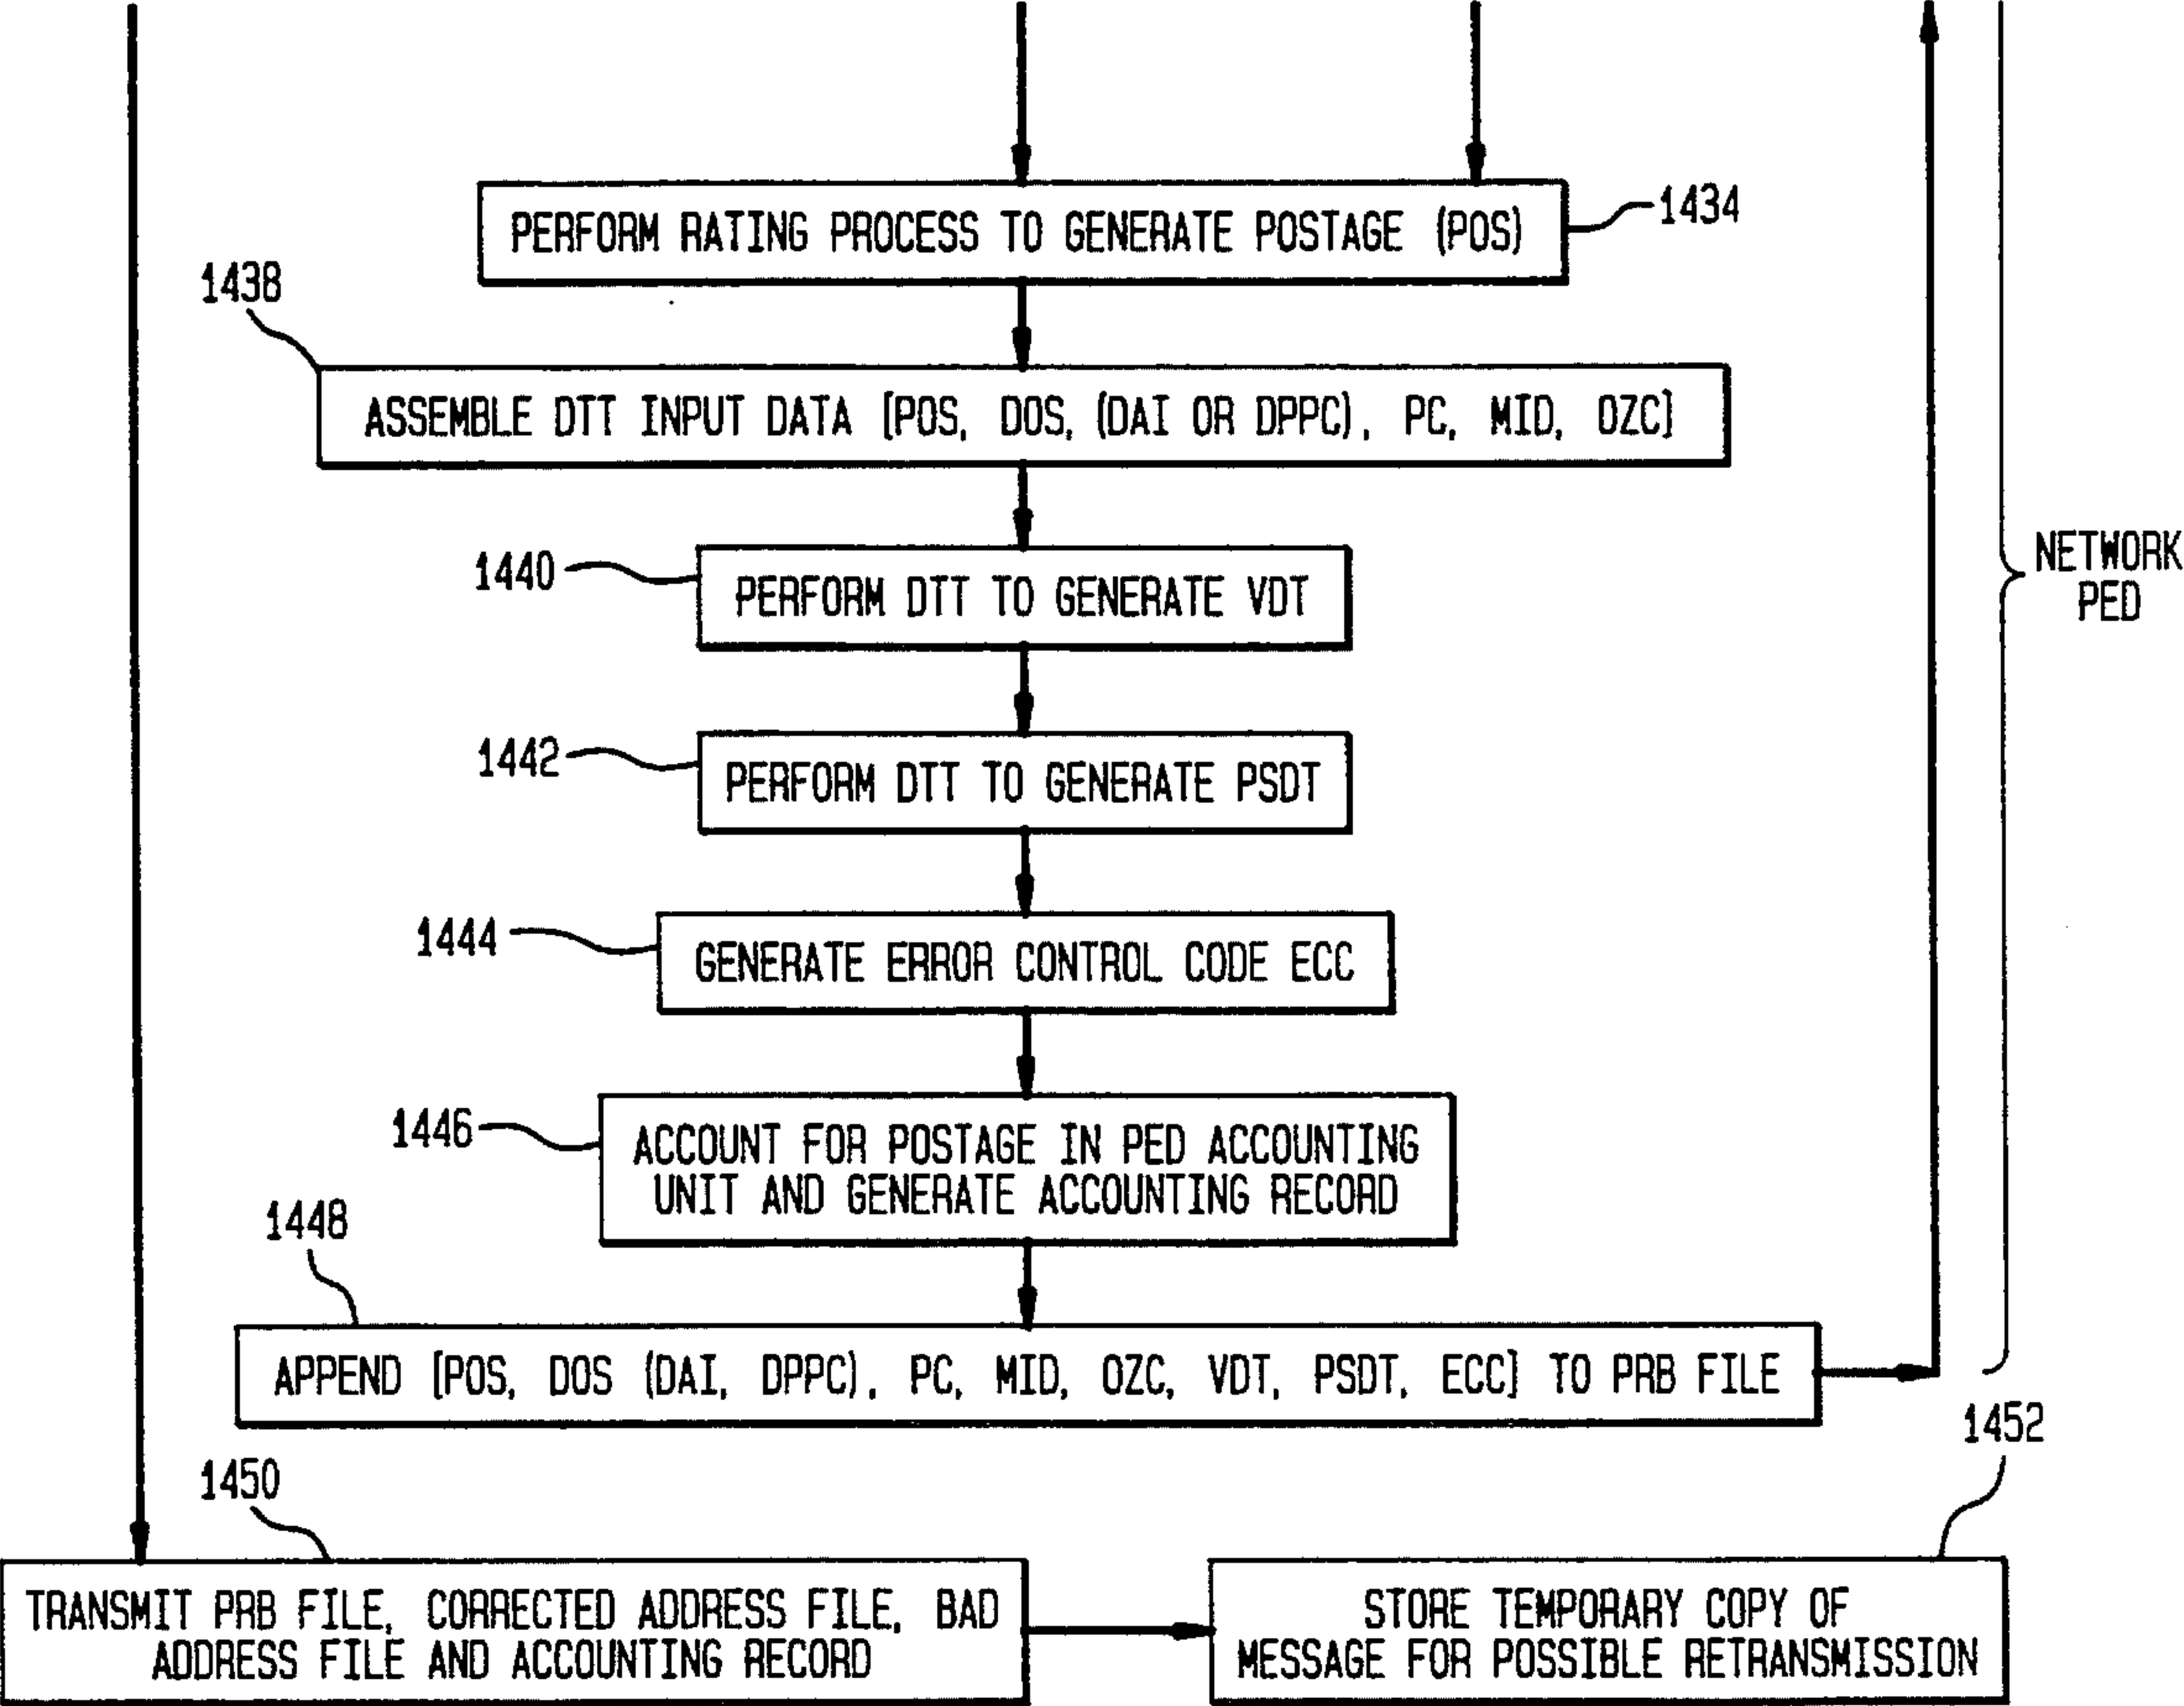 PERFORM RATING PROCESS TO GENERATE POSTAGE (POS)
1434
1438
ASSEMBLE DTT INPUT DATA [POS, DOS, (DAI OR DPPC), PC, MID, OZC]
NETWORK
PED
1440
PERFORM DTT TO GENERATE VDT
1442
PERFORM DTT TO GENERATE PSDT
1444
GENERATE ERROR CONTROL CODE ECC
1446
ACCOUNT FOR POSTAGE IN PED ACCOUNTING
UNIT AND GENERATE ACCOUNTING RECORD
1448
APPEND [POS, DOS (DAI, DPPC), PC, MID, OZC, VDT, PSDT, ECC] TO PRB FILE
1450
TRANSMIT PRB FILE, CORRECTED ADDRESS FILE, BAD
ADDRESS FILE AND ACCOUNTING RECORD
1452
STORE TEMPORARY COPY OF
MESSAGE FOR POSSIBLE RETRANSMISSION